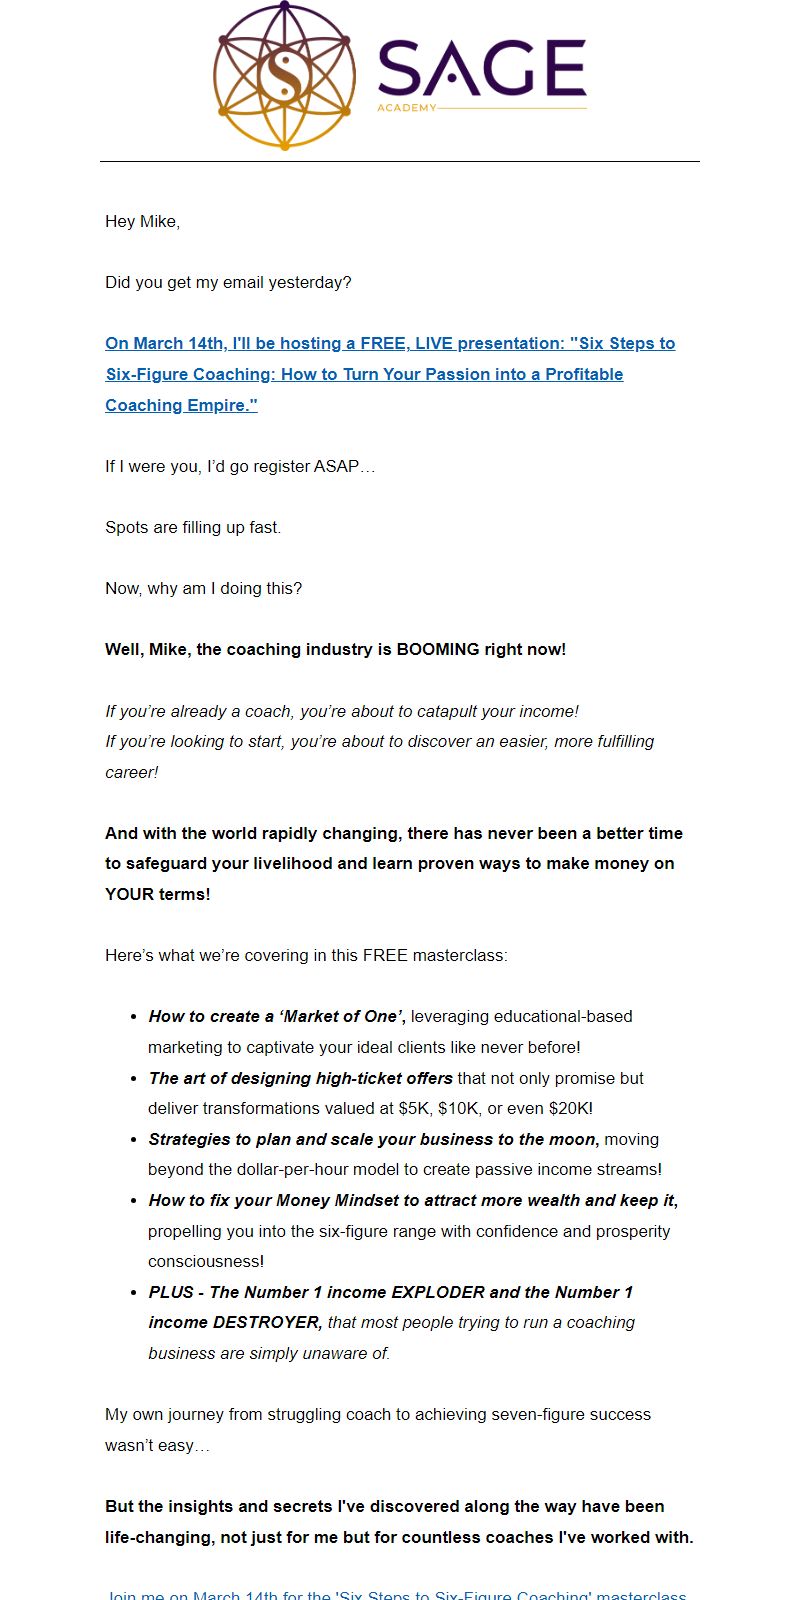 SAGE
ACADEMY
Hey Mike,
Did you get my email yesterday?
On March 14th, I'll be hosting a FREE, LIVE presentation: "Six Steps to
Six-Figure Coaching: How to Turn Your Passion into a Profitable
Coaching Empire."
If I were you, I’d go register ASAP…
Spots are filling up fast.
Now, why am I doing this?
Well, Mike, the coaching industry is BOOMING right now!
If you’re already a coach, you’re about to catapult your income!
If you’re looking to start, you’re about to discover an easier, more fulfilling
career!
And with the world rapidly changing, there has never been a better time
to safeguard your livelihood and learn proven ways to make money on
YOUR terms!
Here’s what we’re covering in this FREE masterclass:
• How to create a ‘Market of One’, leveraging educational-based
marketing to captivate your ideal clients like never before!
• The art of designing high-ticket offers that not only promise but
deliver transformations valued at $5K, $10K, or even $20K!
• Strategies to plan and scale your business to the moon, moving
beyond the dollar-per-hour model to create passive income streams!
• How to fix your Money Mindset to attract more wealth and keep it,
propelling you into the six-figure range with confidence and prosperity
consciousness!
• PLUS - The Number 1 income EXPLODER and the Number 1
income DESTROYER, that most people trying to run a coaching
business are simply unaware of.
My own journey from struggling coach to achieving seven-figure success
wasn’t easy…
But the insights and secrets I've discovered along the way have been
life-changing, not just for me but for countless coaches I've worked with.
Join me on March 14th for the 'Six Steps to Six-Figure Coaching' masterclass